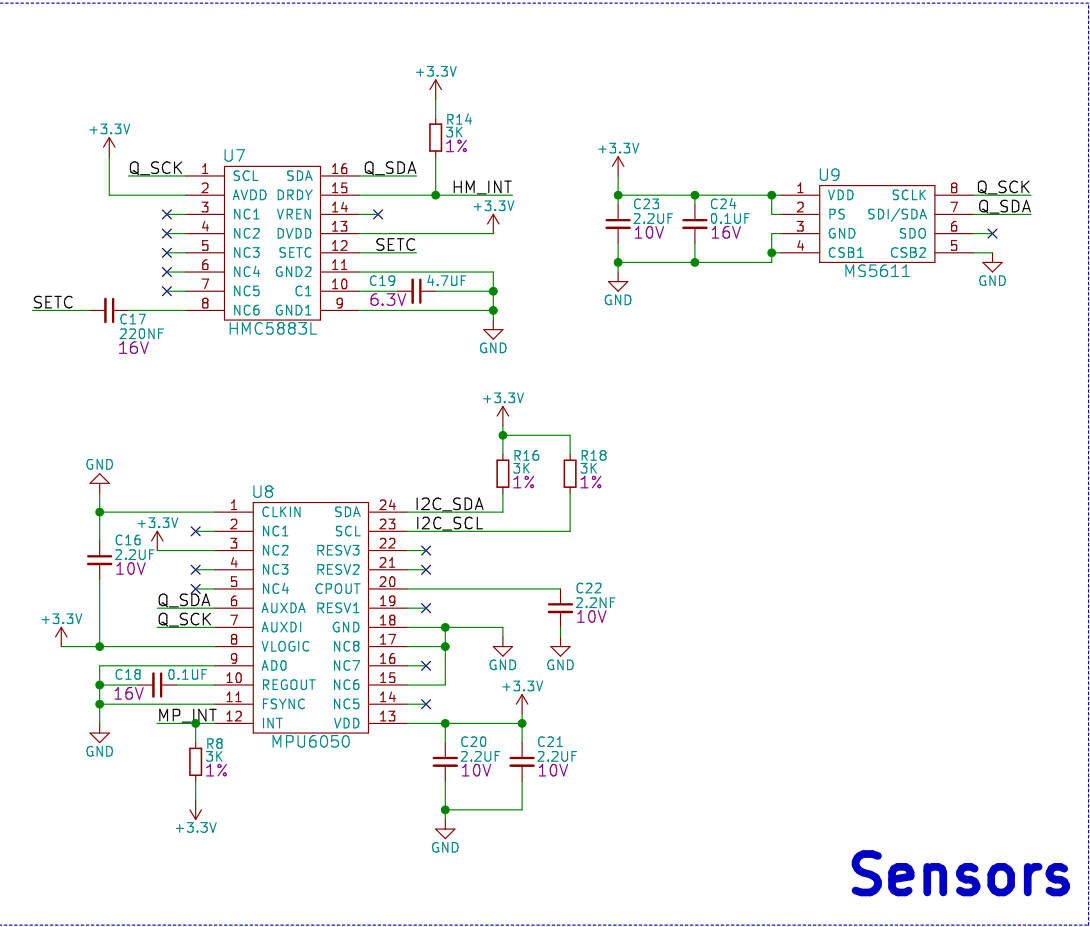 +3.3V
R14
3K
1%
+3.3V
U7
Q_SCK 1 SCL SDA 16 Q_SDA
2 AVDD DRDY 15 HM_INT
3 NC1 VREN 14 +3.3V
4 NC2 DVDD 13
5 NC3 SETC 12 SETC
6 NC4 GND2 11
7 NC5 C1 10 C19 4.7UF
6.3V
SETC 8 NC6 GND1 9
C17
220NF
16V
HMC5883L
GND
+3.3V
U9
C23
2.2UF
10V
C24
0.1UF
16V
1 VDD SCLK 8 Q_SCK
2 PS SDI/SDA 7 Q_SDA
3 GND SDO 6
4 CSB1 CSB2 5
MS5611
GND
GND
+3.3V
R16
3K
1%
R18
3K
1%
GND
U8
1 CLKIN SDA 24 I2C_SDA
+3.3V 2 NC1 SCL 23 I2C_SCL
3 NC2 RESV3 22
C16
2.2UF
10V
4 NC3 RESV2 21
5 NC4 CPOUT 20
C22
2.2NF
10V
Q_SDA 6 AUXDA RESV1 19
Q_SCK 7 AUXDI GND 18
+3.3V
8 VLOGIC NC8 17
9 AD0 NC7 16
GND
GND
C18 0.1UF
16V
10 REGOUT NC6 15
+3.3V
11 FSYNC NC5 14
MP_INT 12 INT VDD 13
GND
MPU6050
R8
3K
1%
+3.3V
C20
2.2UF
10V
C21
2.2UF
10V
GND
Sensors